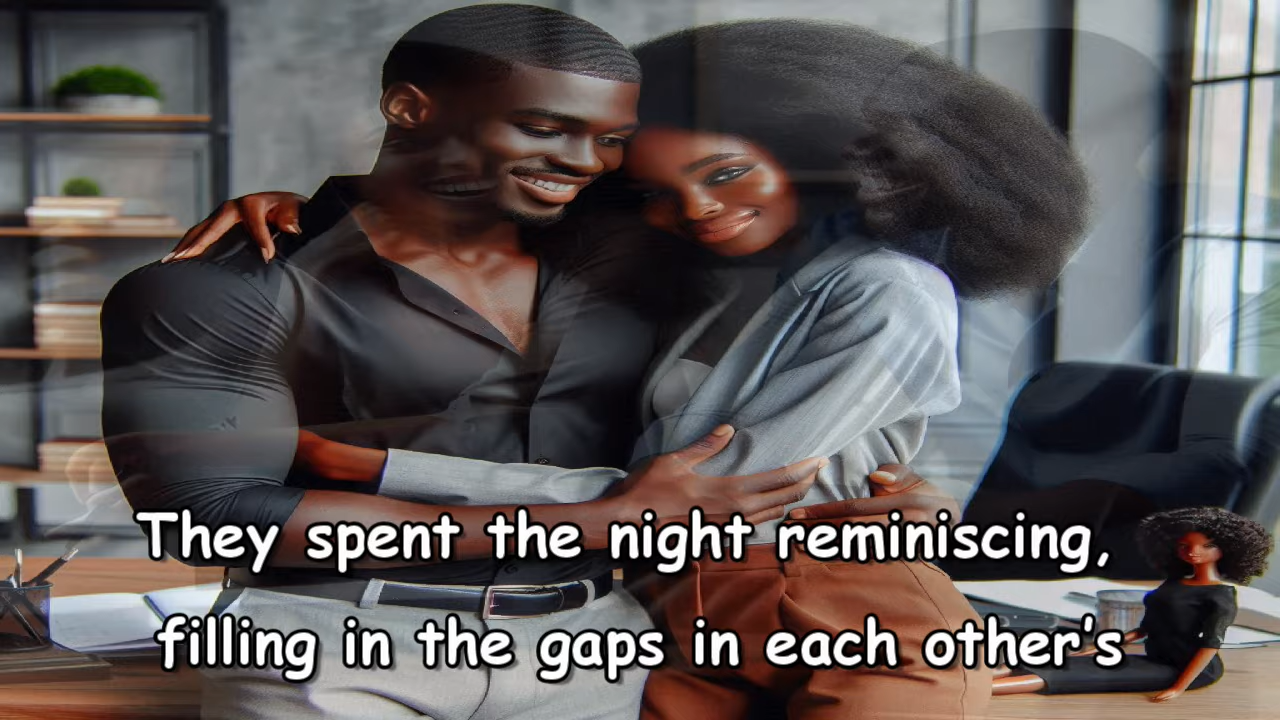 They spent the night reminiscing,
filling in the gaps in each other's